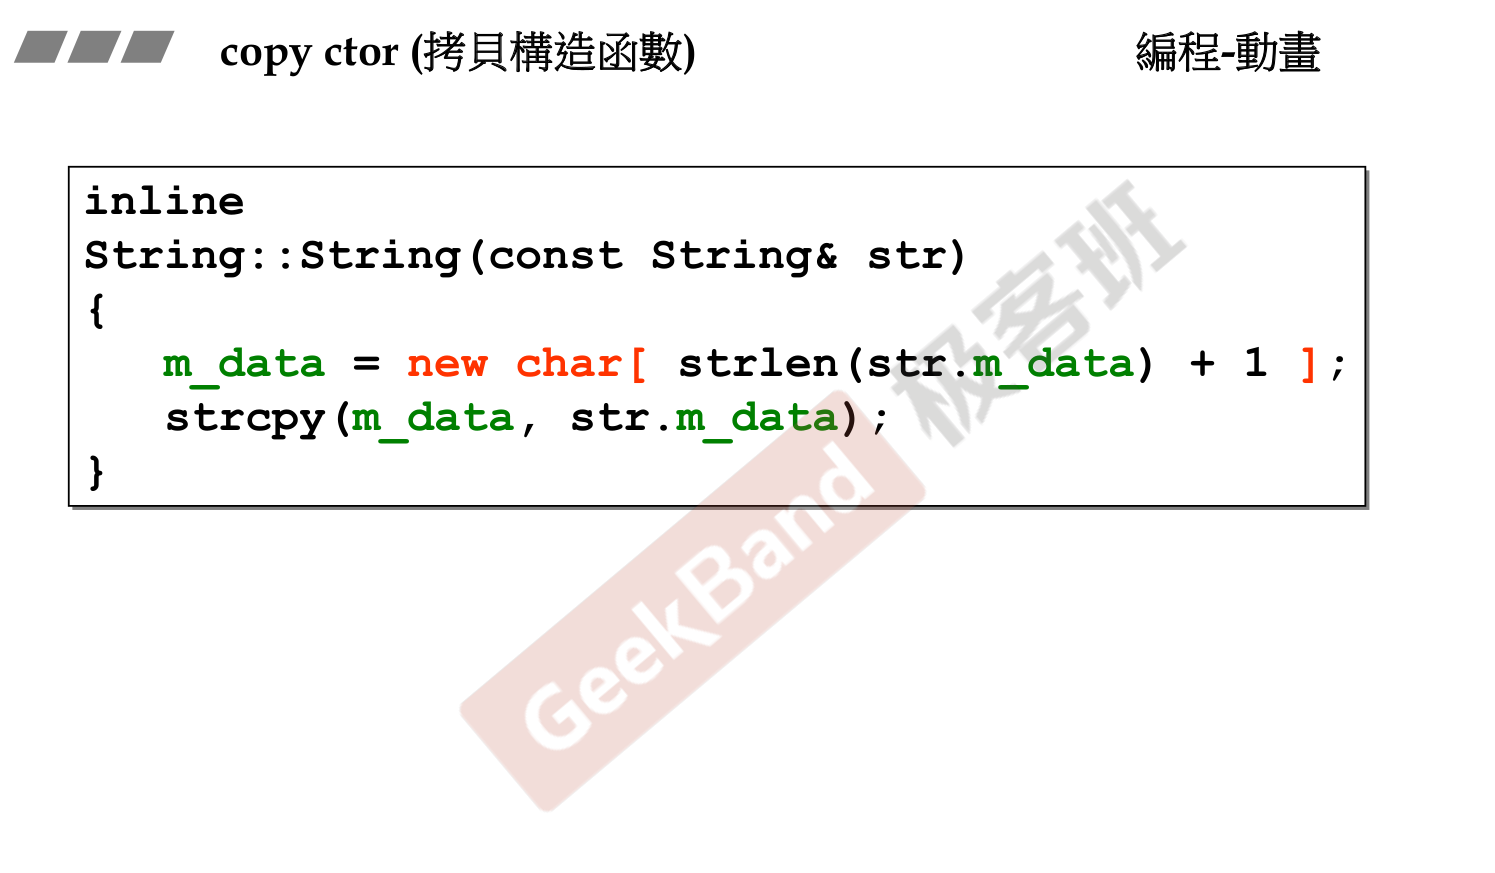 copy ctor (拷貝構造函數)
編程-動畫
inline
String::String(const String& str)
{
   m_data = new char[ strlen(str.m_data) + 1 ];
   strcpy(m_data, str.m_data);
}
GeekBand 极客班